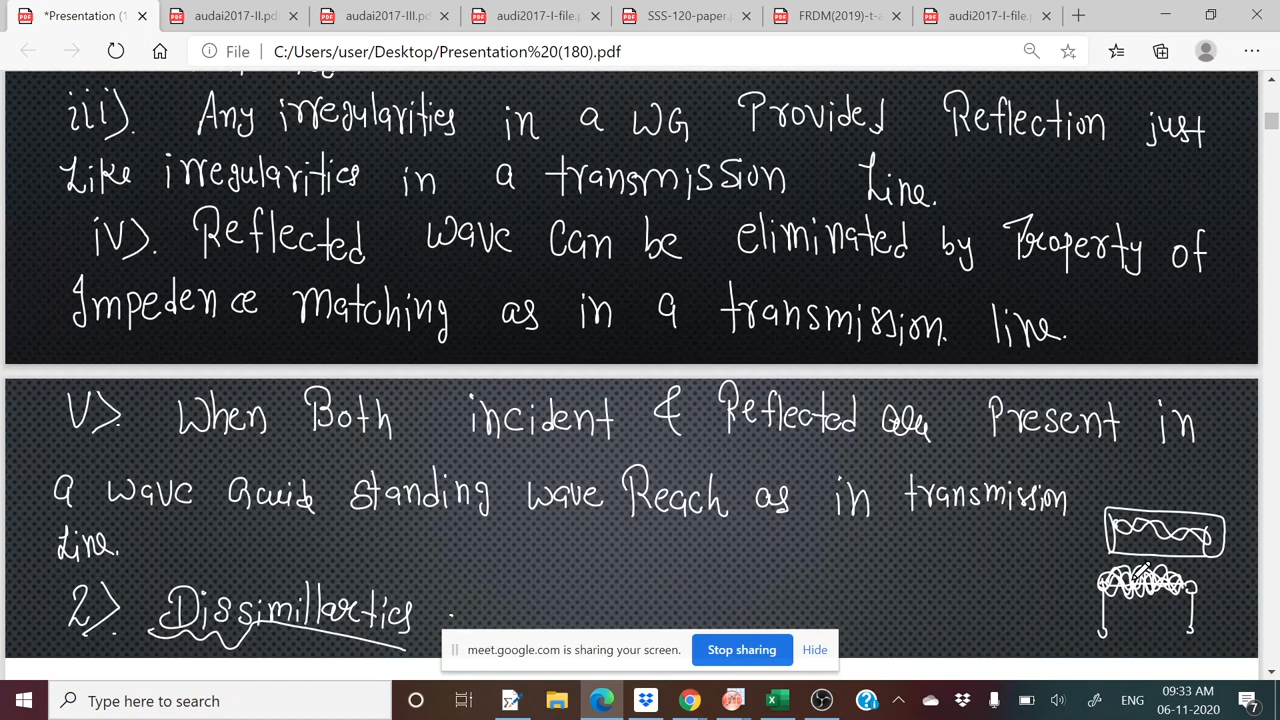 *Presentation (1
audai2017-II.pd
audai2017-III.pd
audi2017-I-file.p
SSS-120-paper.p
FRDM(2019)-t-a
audi2017-I-file.p
File
C:/Users/user/Desktop/Presentation%20(180).pdf
iii). Any irregularities in a WG Provided Reflection just
Like irregularities in a transmission Line.
iv). Reflected wave can be eliminated by Property of
Impedence Matching as in a transmission line.
V). When Both incident & Reflected are Present in
a wave standing wave Reach as in transmission
Line.
2). Dissimillartics
meet.google.com is sharing your screen.
Stop sharing
Hide
Type here to search
ENG
09:33 AM
06-11-2020
7